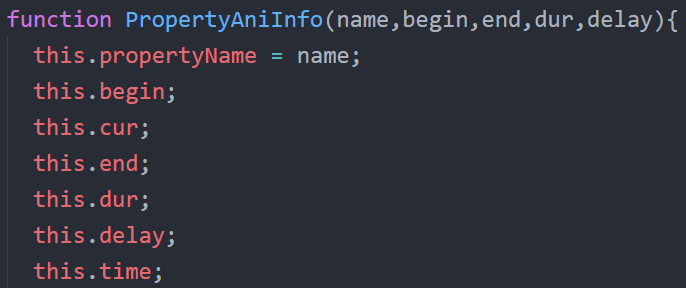 function PropertyAniInfo(name,begin,end,dur,delay){
this.propertyName = name;
this.begin;
this.cur;
this.end;
this.dur;
this.delay;
this.time;